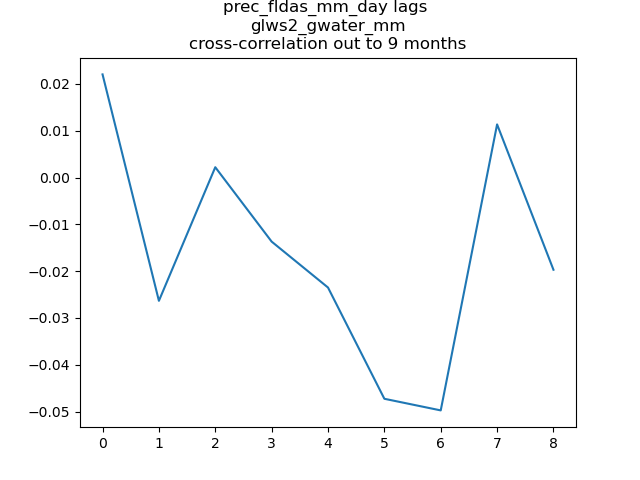 prec_fldas_mm_day lags
glws2_gwater_mm
cross-correlation out to 9 months
0.02
0.01
0.00
−0.01
−0.02
−0.03
−0.04
−0.05
0 1 2 3 4 5 6 7 8